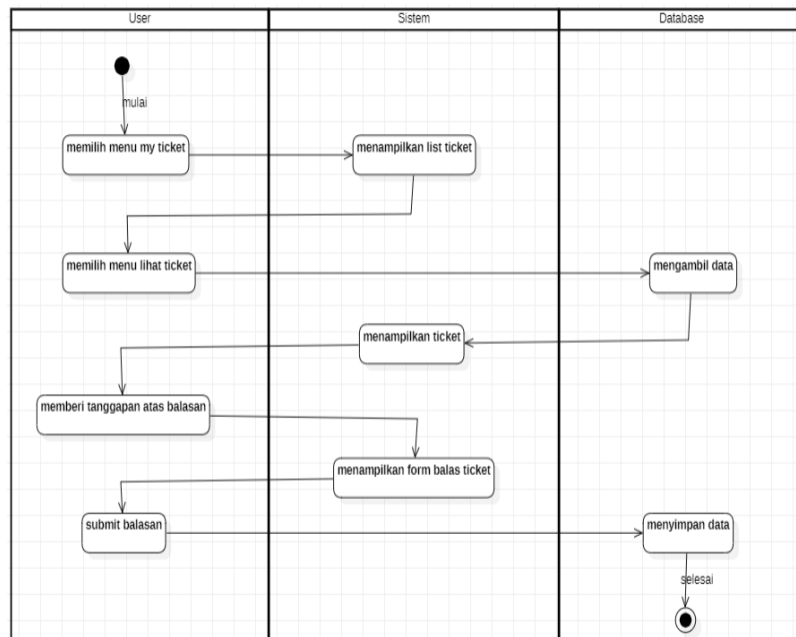 User
Sistem
Database
mulai
memilih menu my ticket
menampilkan list ticket
memilih menu lihat ticket
mengambil data
menampilkan ticket
memberi tanggapan atas balasan
menampilkan form balas ticket
submit balasan
menyimpan data
selesai